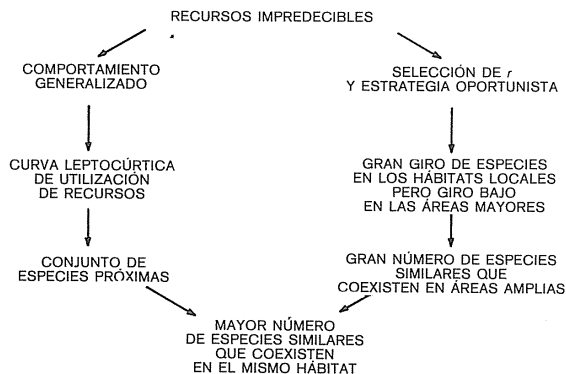 RECURSOS IMPREDECIBLES
COMPORTAMIENTO
GENERALIZADO
SELECCIÓN DE r
Y ESTRATEGIA OPORTUNISTA
CURVA LEPTOCÚRTICA
DE UTILIZACIÓN
DE RECURSOS
GRAN GIRO DE ESPECIES
EN LOS HÁBITATS LOCALES
PERO GIRO BAJO
EN LAS ÁREAS MAYORES
CONJUNTO DE
ESPECIES PRÓXIMAS
GRAN NÚMERO DE ESPECIES
SIMILARES QUE
COEXISTEN EN ÁREAS AMPLIAS
MAYOR NÚMERO
DE ESPECIES SIMILARES
QUE COEXISTEN
EN EL MISMO HÁBITAT